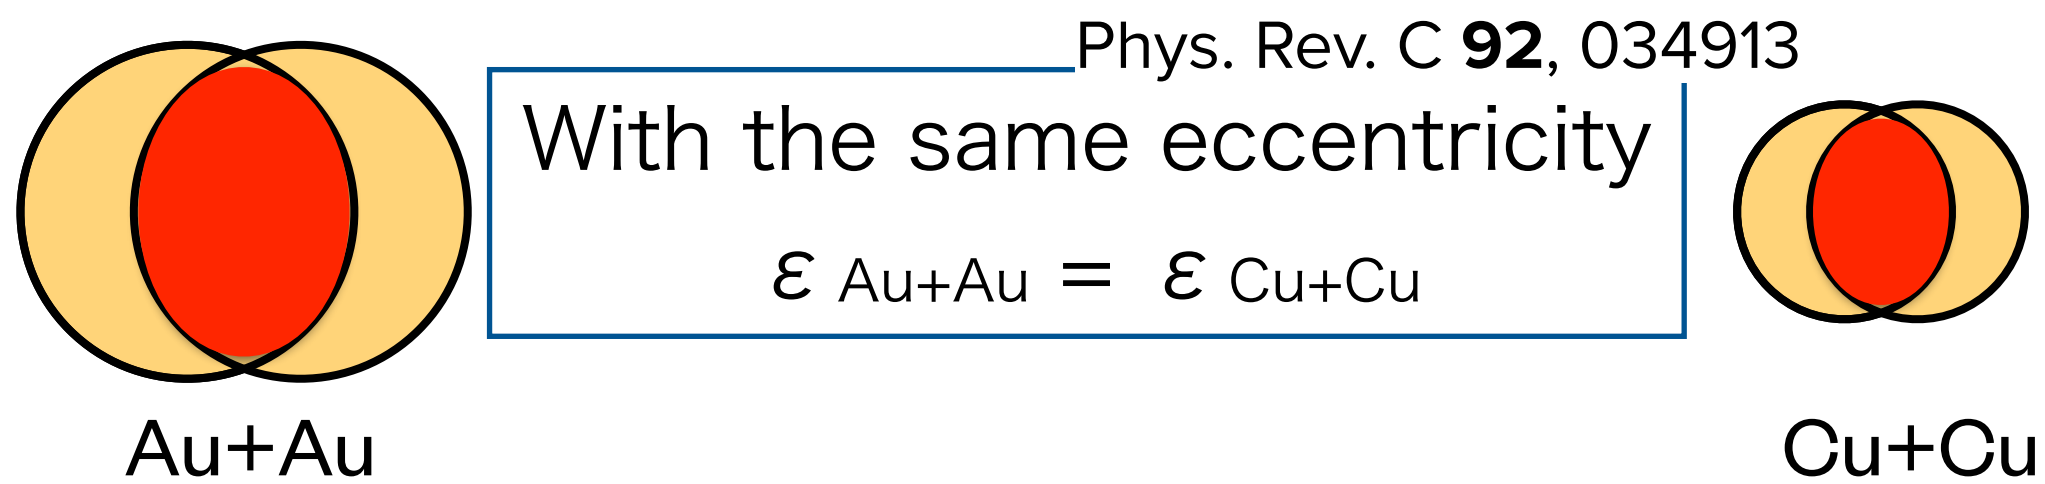 Phys. Rev. C 92, 034913
With the same eccentricity
ε Au+Au = ε Cu+Cu
Au+Au
Cu+Cu